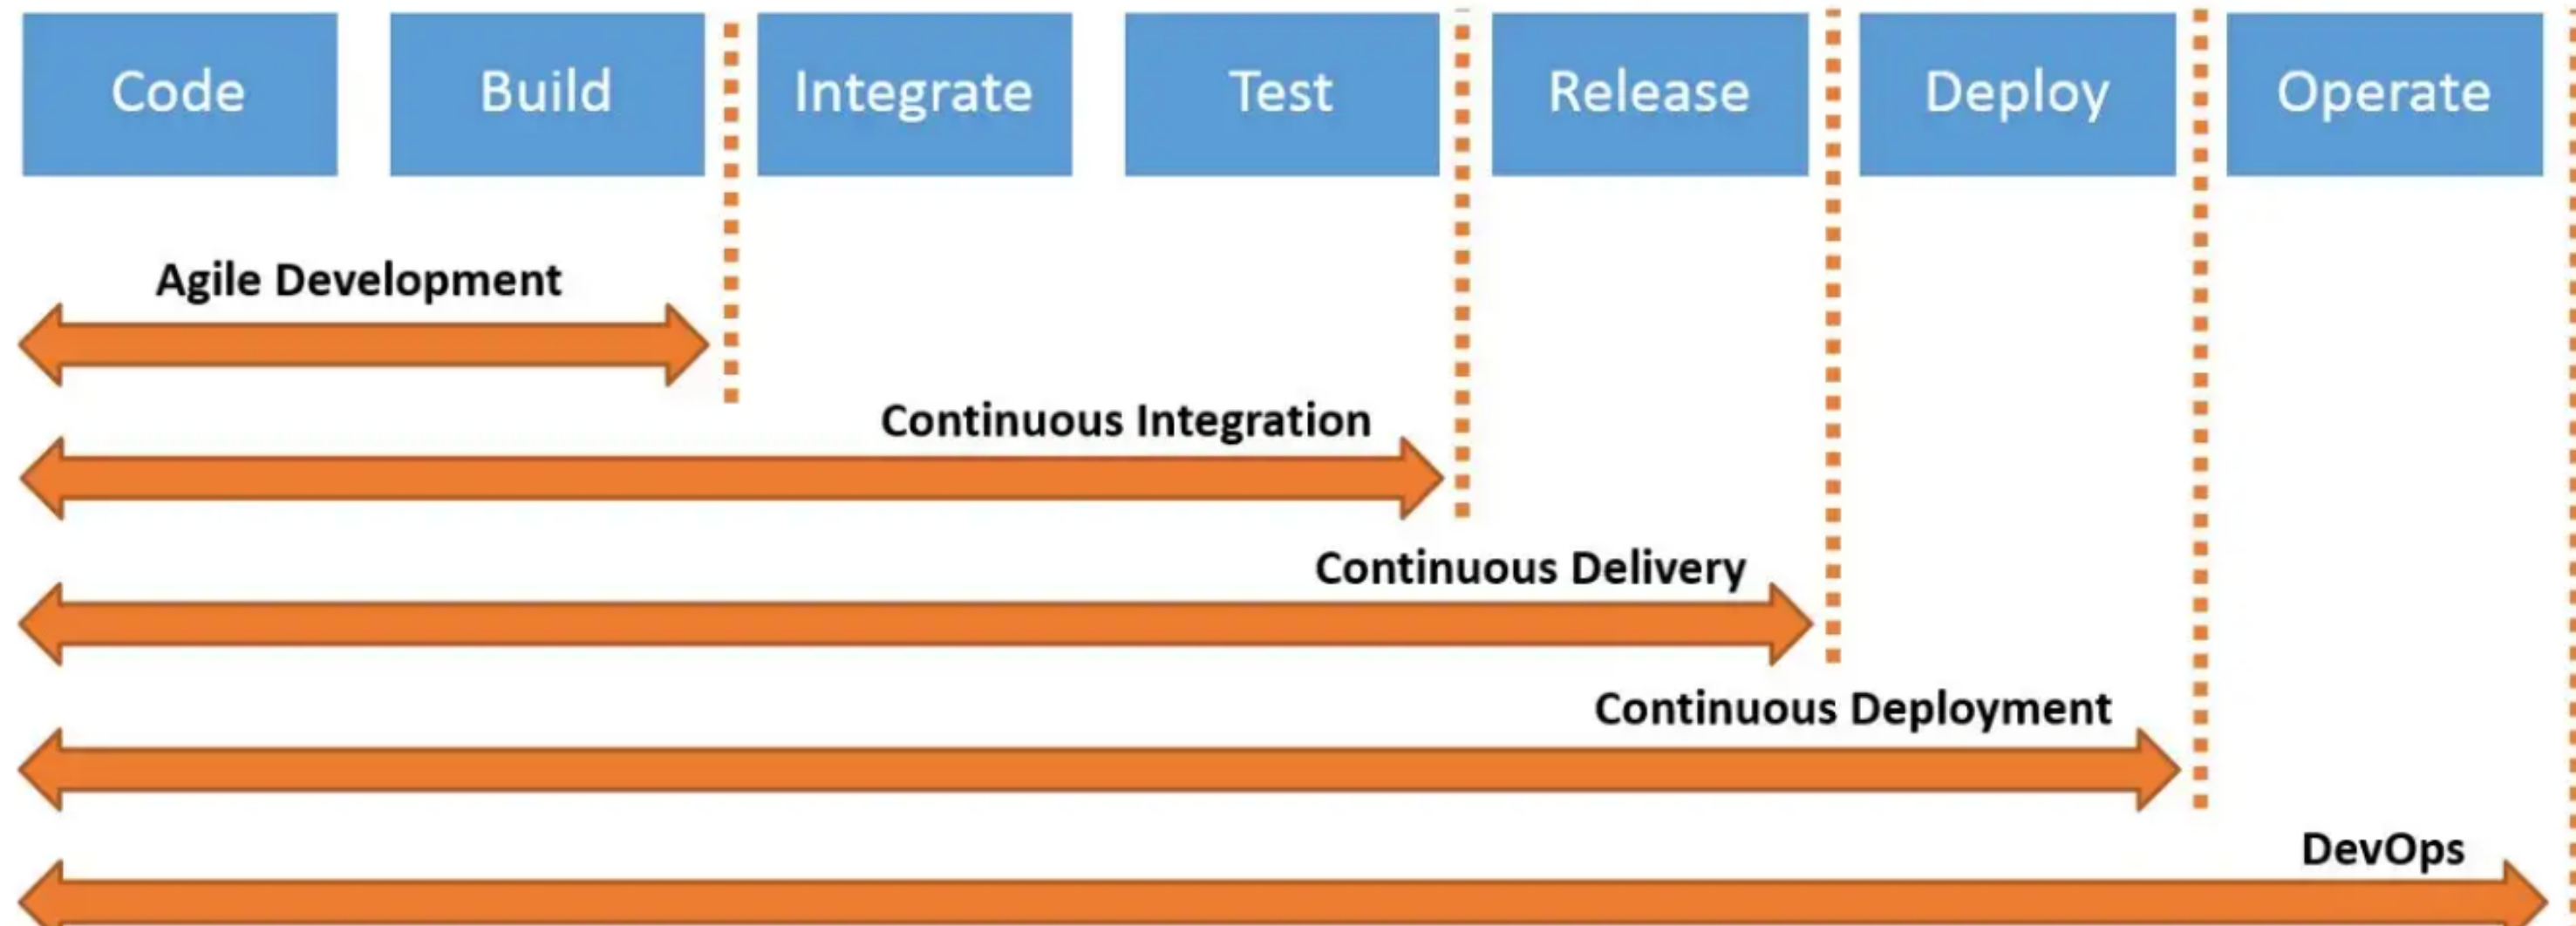 Code
Build
Integrate
Test
Release
Deploy
Operate
Agile Development
Continuous Integration
Continuous Delivery
Continuous Deployment
DevOps